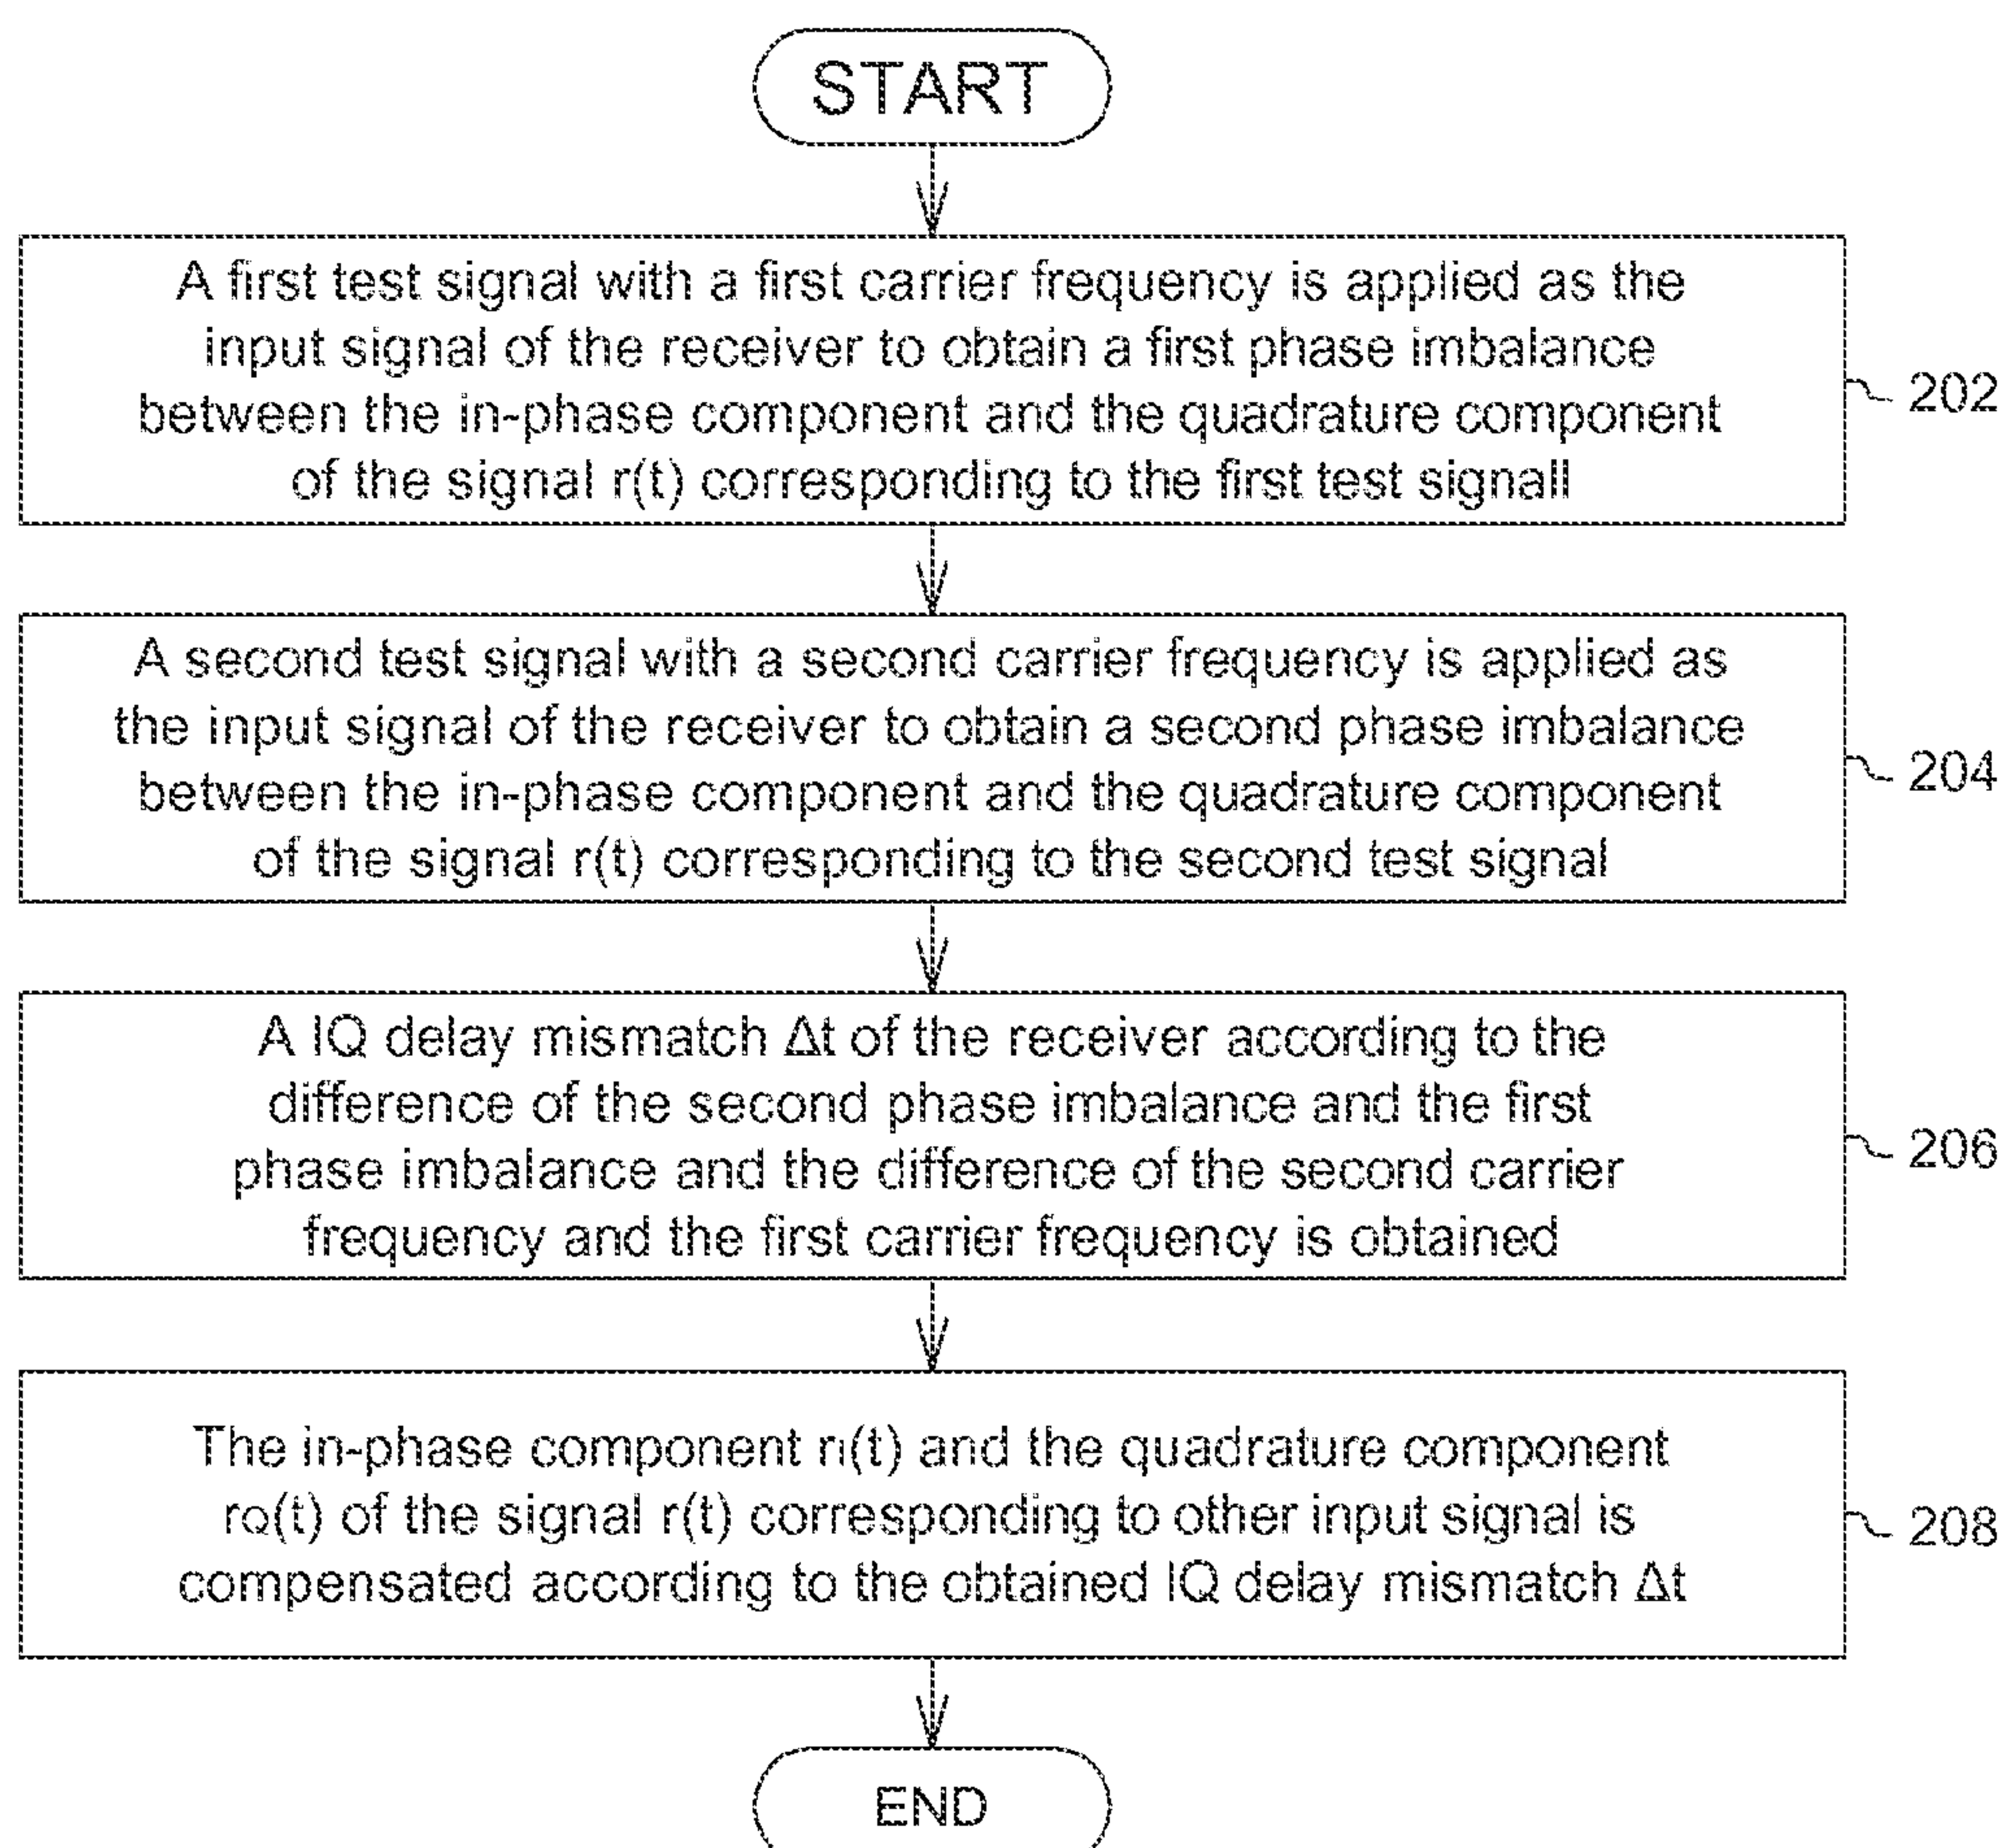 START
A first test signal with a first carrier frequency is applied as the
input signal of the receiver to obtain a first phase imbalance
between the in-phase component and the quadrature component
of the signal r(t) corresponding to the first test signall
202
A second test signal with a second carrier frequency is applied as
the input signal of the receiver to obtain a second phase imbalance
between the in-phase component and the quadrature component
of the signal r(t) corresponding to the second test signal
204
A IQ delay mismatch Δt of the receiver according to the
difference of the second phase imbalance and the first
phase imbalance and the difference of the second carrier
frequency and the first carrier frequency is obtained
206
The in-phase component rI(t) and the quadrature component
rQ(t) of the signal r(t) corresponding to other input signal is
compensated according to the obtained IQ delay mismatch Δt
208
END